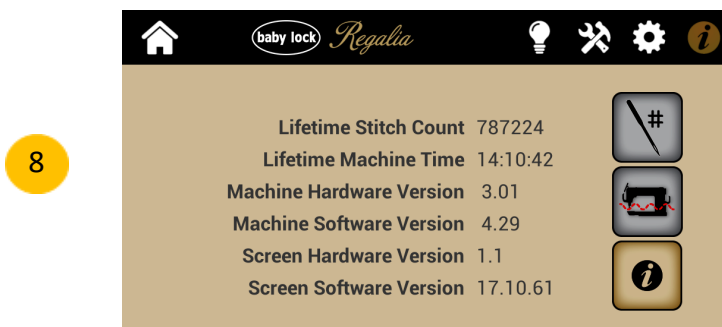 baby lock Regalia
8
Lifetime Stitch Count 787224
#
Lifetime Machine Time 14:10:42
Machine Hardware Version 3.01
Machine Software Version 4.29
Screen Hardware Version 1.1
Screen Software Version 17.10.61